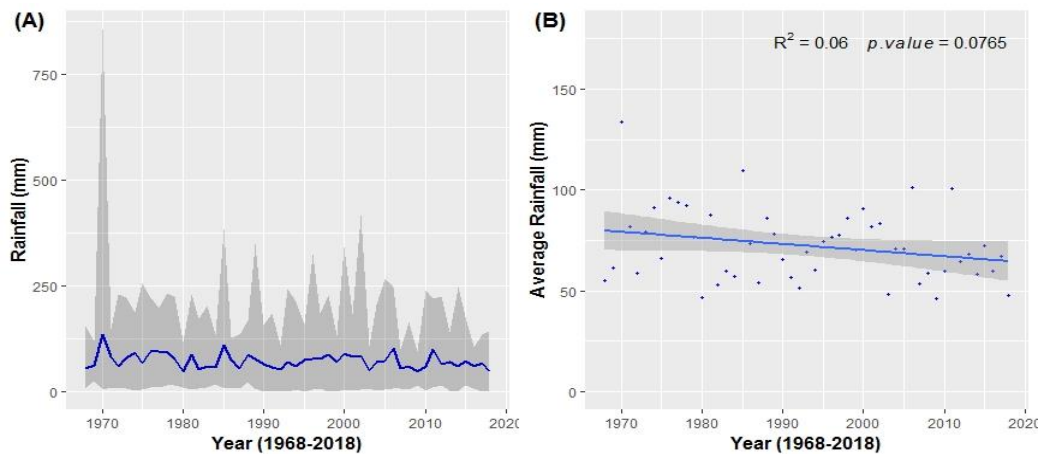 (A)
Rainfall (mm)
750
500
250
0
1970 1980 1990 2000 2010 2020
Year (1968-2018)
(B)
R² = 0.06 p.value = 0.0765
Average Rainfall (mm)
150
100
50
0
1970 1980 1990 2000 2010 2020
Year (1968-2018)